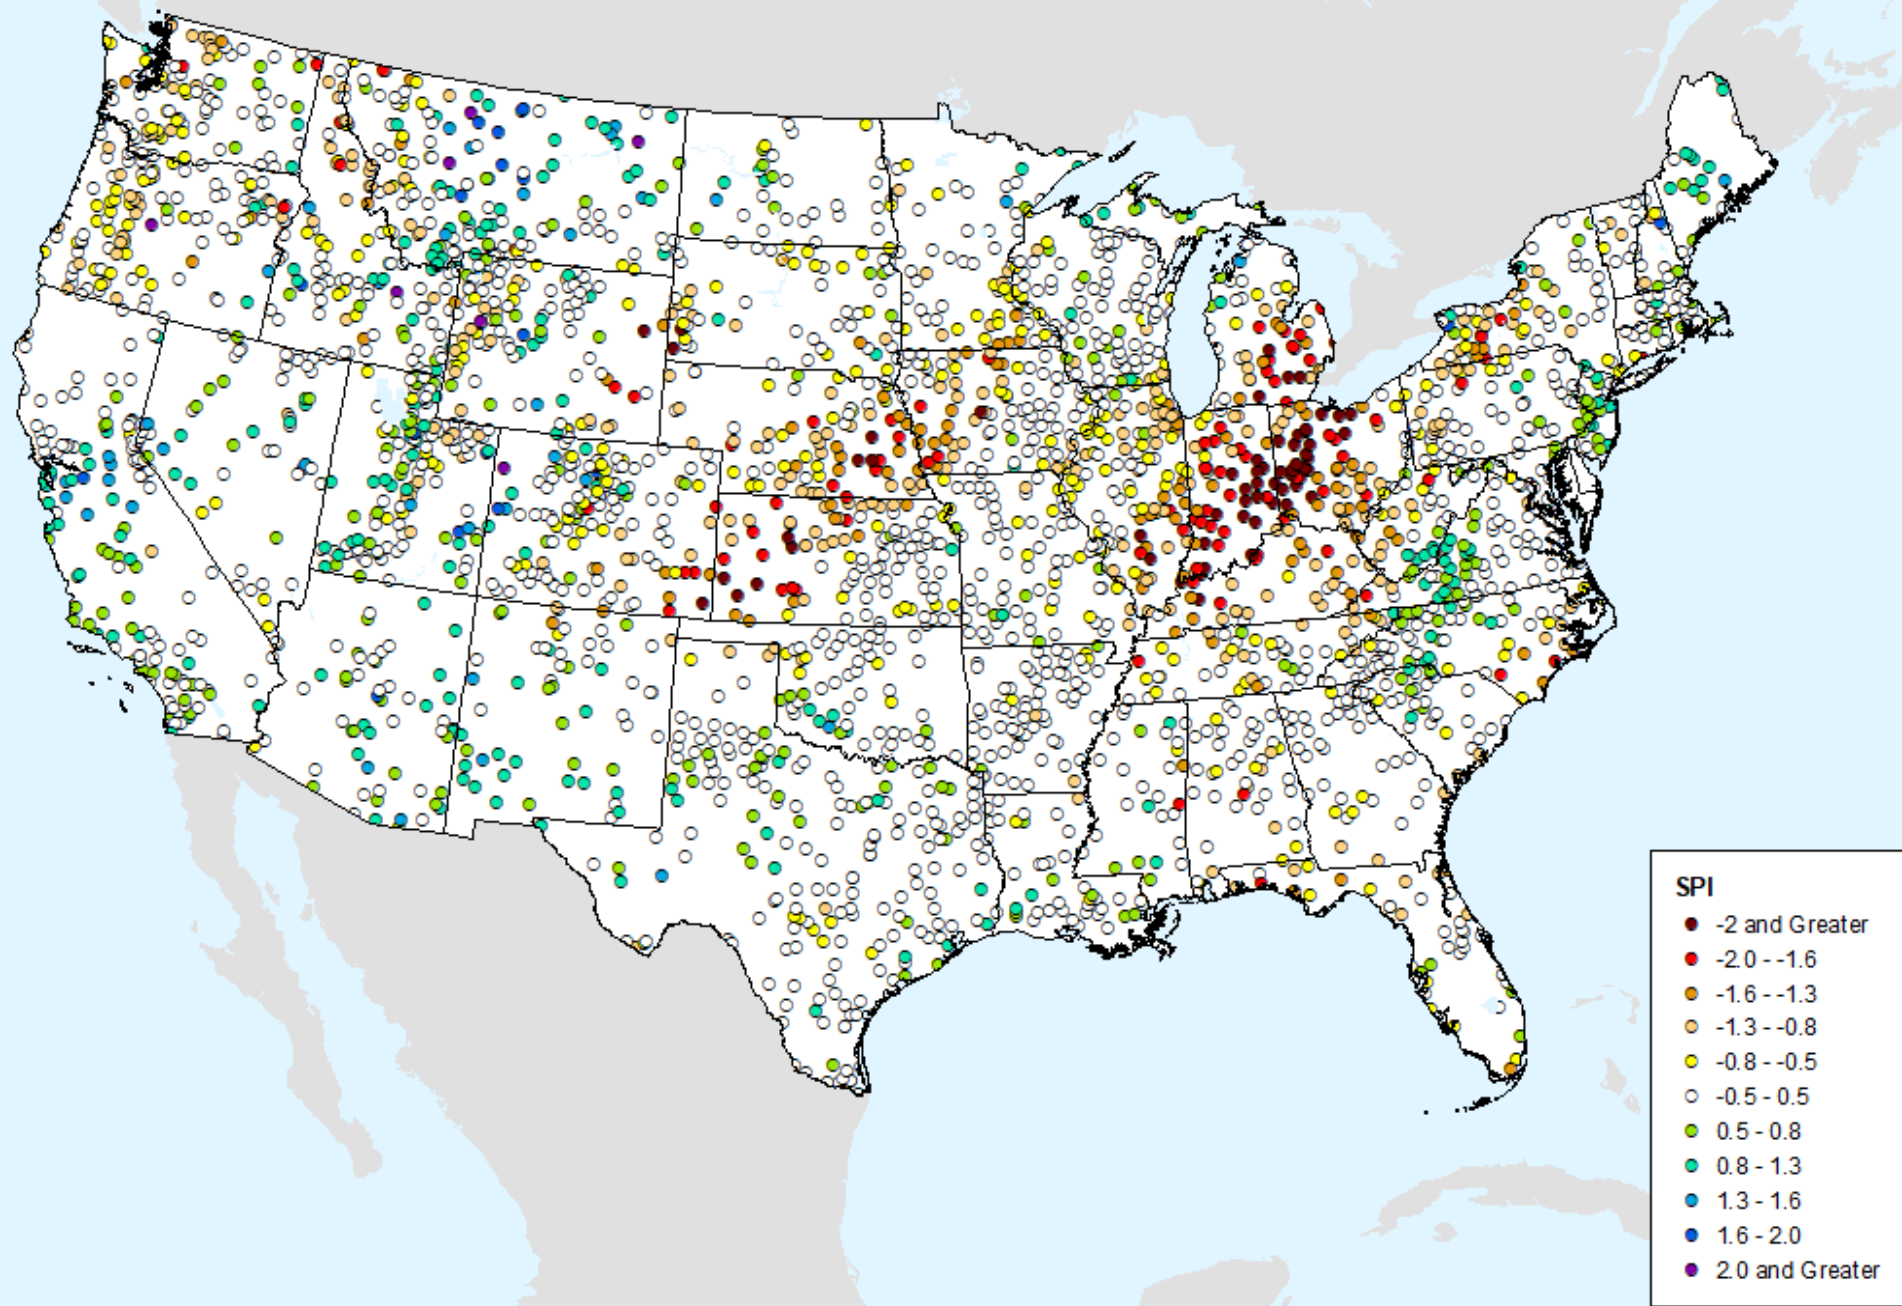 SPI
-2 and Greater
-2.0 - -1.6
-1.6 - -1.3
-1.3 - -0.8
-0.8 - -0.5
-0.5 - 0.5
0.5 - 0.8
0.8 - 1.3
1.3 - 1.6
1.6 - 2.0
2.0 and Greater